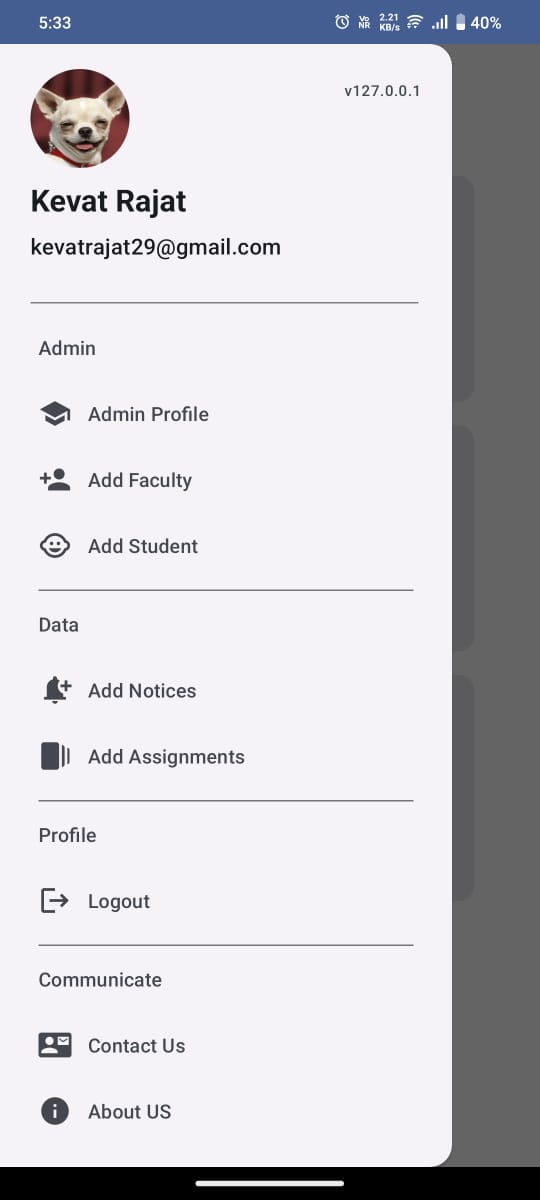 5:33
Vo NR 2.21 KB/s 40%
v127.0.0.1
Kevat Rajat
kevatrajat29@gmail.com
Admin
Admin Profile
Add Faculty
Add Student
Data
Add Notices
Add Assignments
Profile
Logout
Communicate
Contact Us
About US